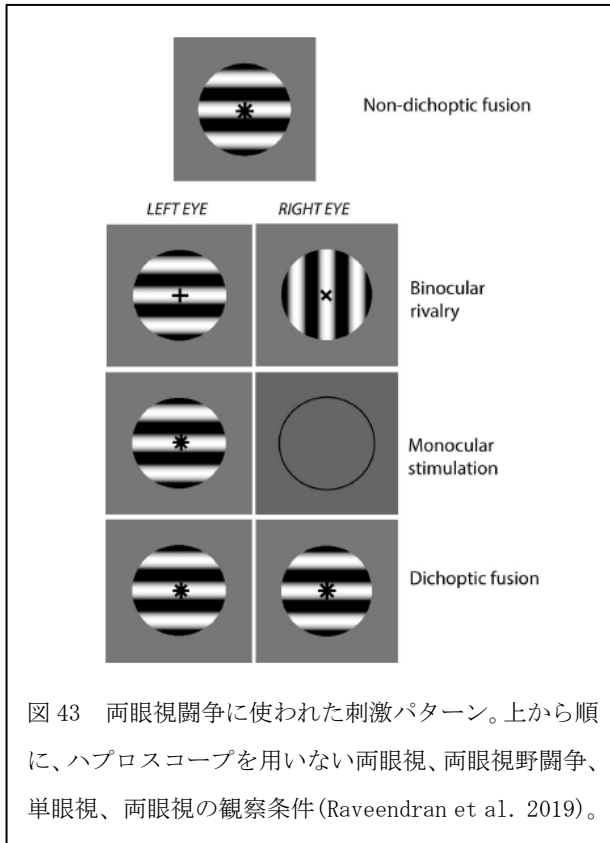 Non-dichoptic fusion
LEFT EYE RIGHT EYE
Binocular
rivalry
Monocular
stimulation
Dichoptic fusion
図 43 両眼視闘争に使われた刺激パターン。上から順
に、ハプロスコープを用いない両眼視、両眼視野闘争、
単眼視、両眼視の観察条件(Raveendran et al. 2019)。